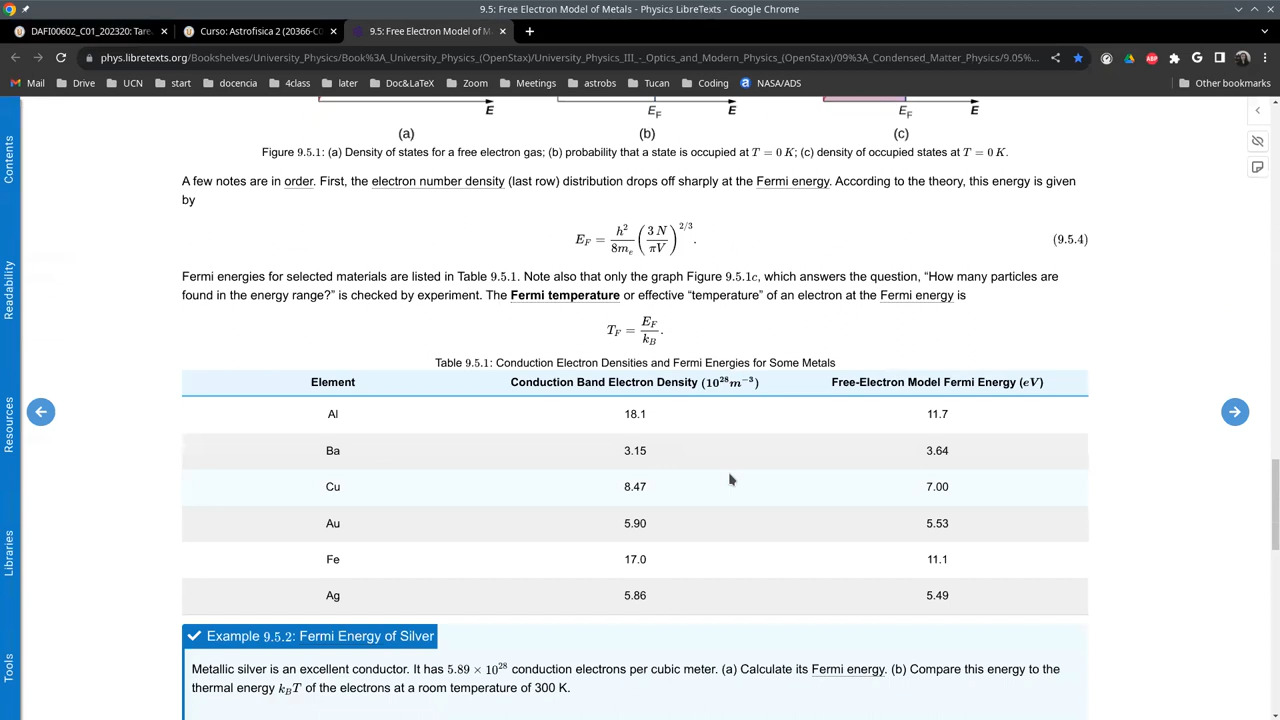 9.5: Free Electron Model of Metals - Physics LibreTexts - Google Chrome
DAFI00602_C01_202320: Tare
Curso: Astrofisica 2 (20366-CO
9.5: Free Electron Model of M
phys.libretexts.org/Bookshelves/University_Physics/Book%3A_University_Physics_(OpenStax)/University_Physics_III_-_Optics_and_Modern_Physics_(OpenStax)/09%3A_Condensed_Matter_Physics/9.05%...
Mail Drive UCN start docencia 4class later Doc&LaTeX Zoom Meetings astrobs Tucan Coding NASA/ADS Other bookmarks
Contents
Readability
Resources
Libraries
Tools
E E_F E E_F E
(a) (b) (c)
Figure 9.5.1: (a) Density of states for a free electron gas; (b) probability that a state is occupied at T = 0 K; (c) density of occupied states at T = 0 K.
A few notes are in order. First, the electron number density (last row) distribution drops off sharply at the Fermi energy. According to the theory, this energy is given
by
E_F = h²/8m_e (3 N/πV)^{2/3}. (9.5.4)
Fermi energies for selected materials are listed in Table 9.5.1. Note also that only the graph Figure 9.5.1c, which answers the question, “How many particles are
found in the energy range?” is checked by experiment. The Fermi temperature or effective “temperature” of an electron at the Fermi energy is
T_F = E_F/k_B.
Table 9.5.1: Conduction Electron Densities and Fermi Energies for Some Metals
Element Conduction Band Electron Density (10²⁸m⁻³) Free-Electron Model Fermi Energy (eV)
Al 18.1 11.7
Ba 3.15 3.64
Cu 8.47 7.00
Au 5.90 5.53
Fe 17.0 11.1
Ag 5.86 5.49
Example 9.5.2: Fermi Energy of Silver
Metallic silver is an excellent conductor. It has 5.89 × 10²⁸ conduction electrons per cubic meter. (a) Calculate its Fermi energy. (b) Compare this energy to the
thermal energy k_BT of the electrons at a room temperature of 300 K.